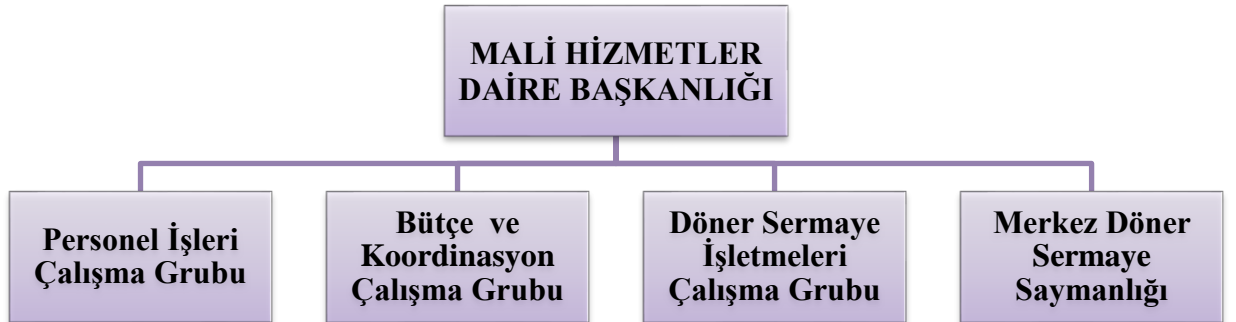 MALİ HİZMETLER
DAİRE BAŞKANLIĞI
Personel İşleri
Çalışma Grubu
Bütçe ve
Koordinasyon
Çalışma Grubu
Döner Sermaye
İşletmeleri
Çalışma Grubu
Merkez Döner
Sermaye
Saymanlığı